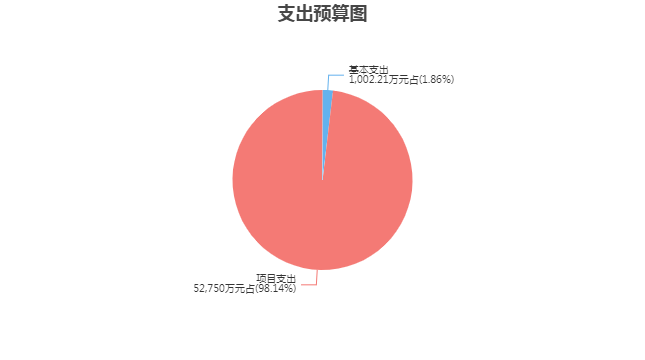 支出预算图
基本支出
1,002.21万元占(1.86%)
项目支出
52,750万元占(98.14%)